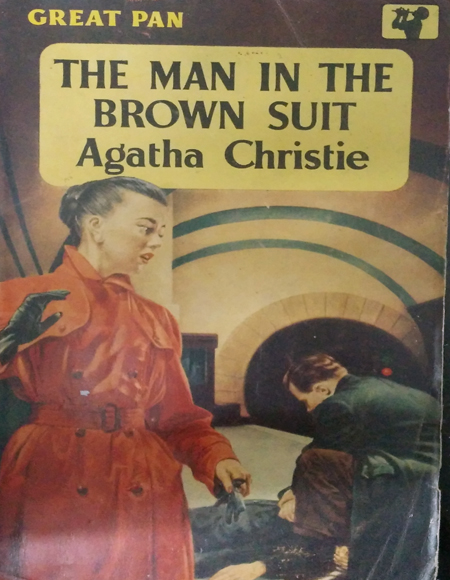 GREAT PAN
THE MAN IN THE
BROWN SUIT
Agatha Christie